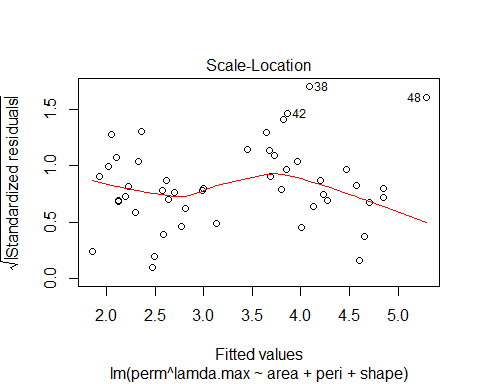 Scale-Location
√|Standardized residuals|
1.5
1.0
0.5
0.0
38
42
48
2.0 2.5 3.0 3.5 4.0 4.5 5.0
Fitted values
lm(perm^lamda.max ~ area + peri + shape)